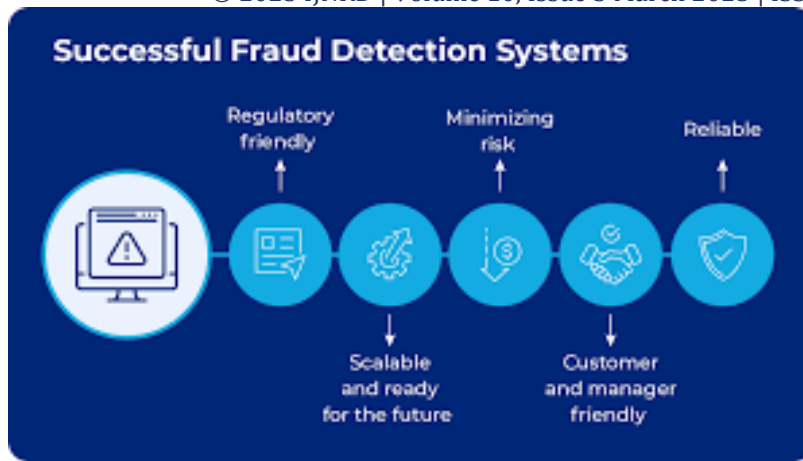 Successful Fraud Detection Systems
Regulatory
friendly
Minimizing
risk
Reliable
Scalable
and ready
for the future
Customer
and manager
friendly